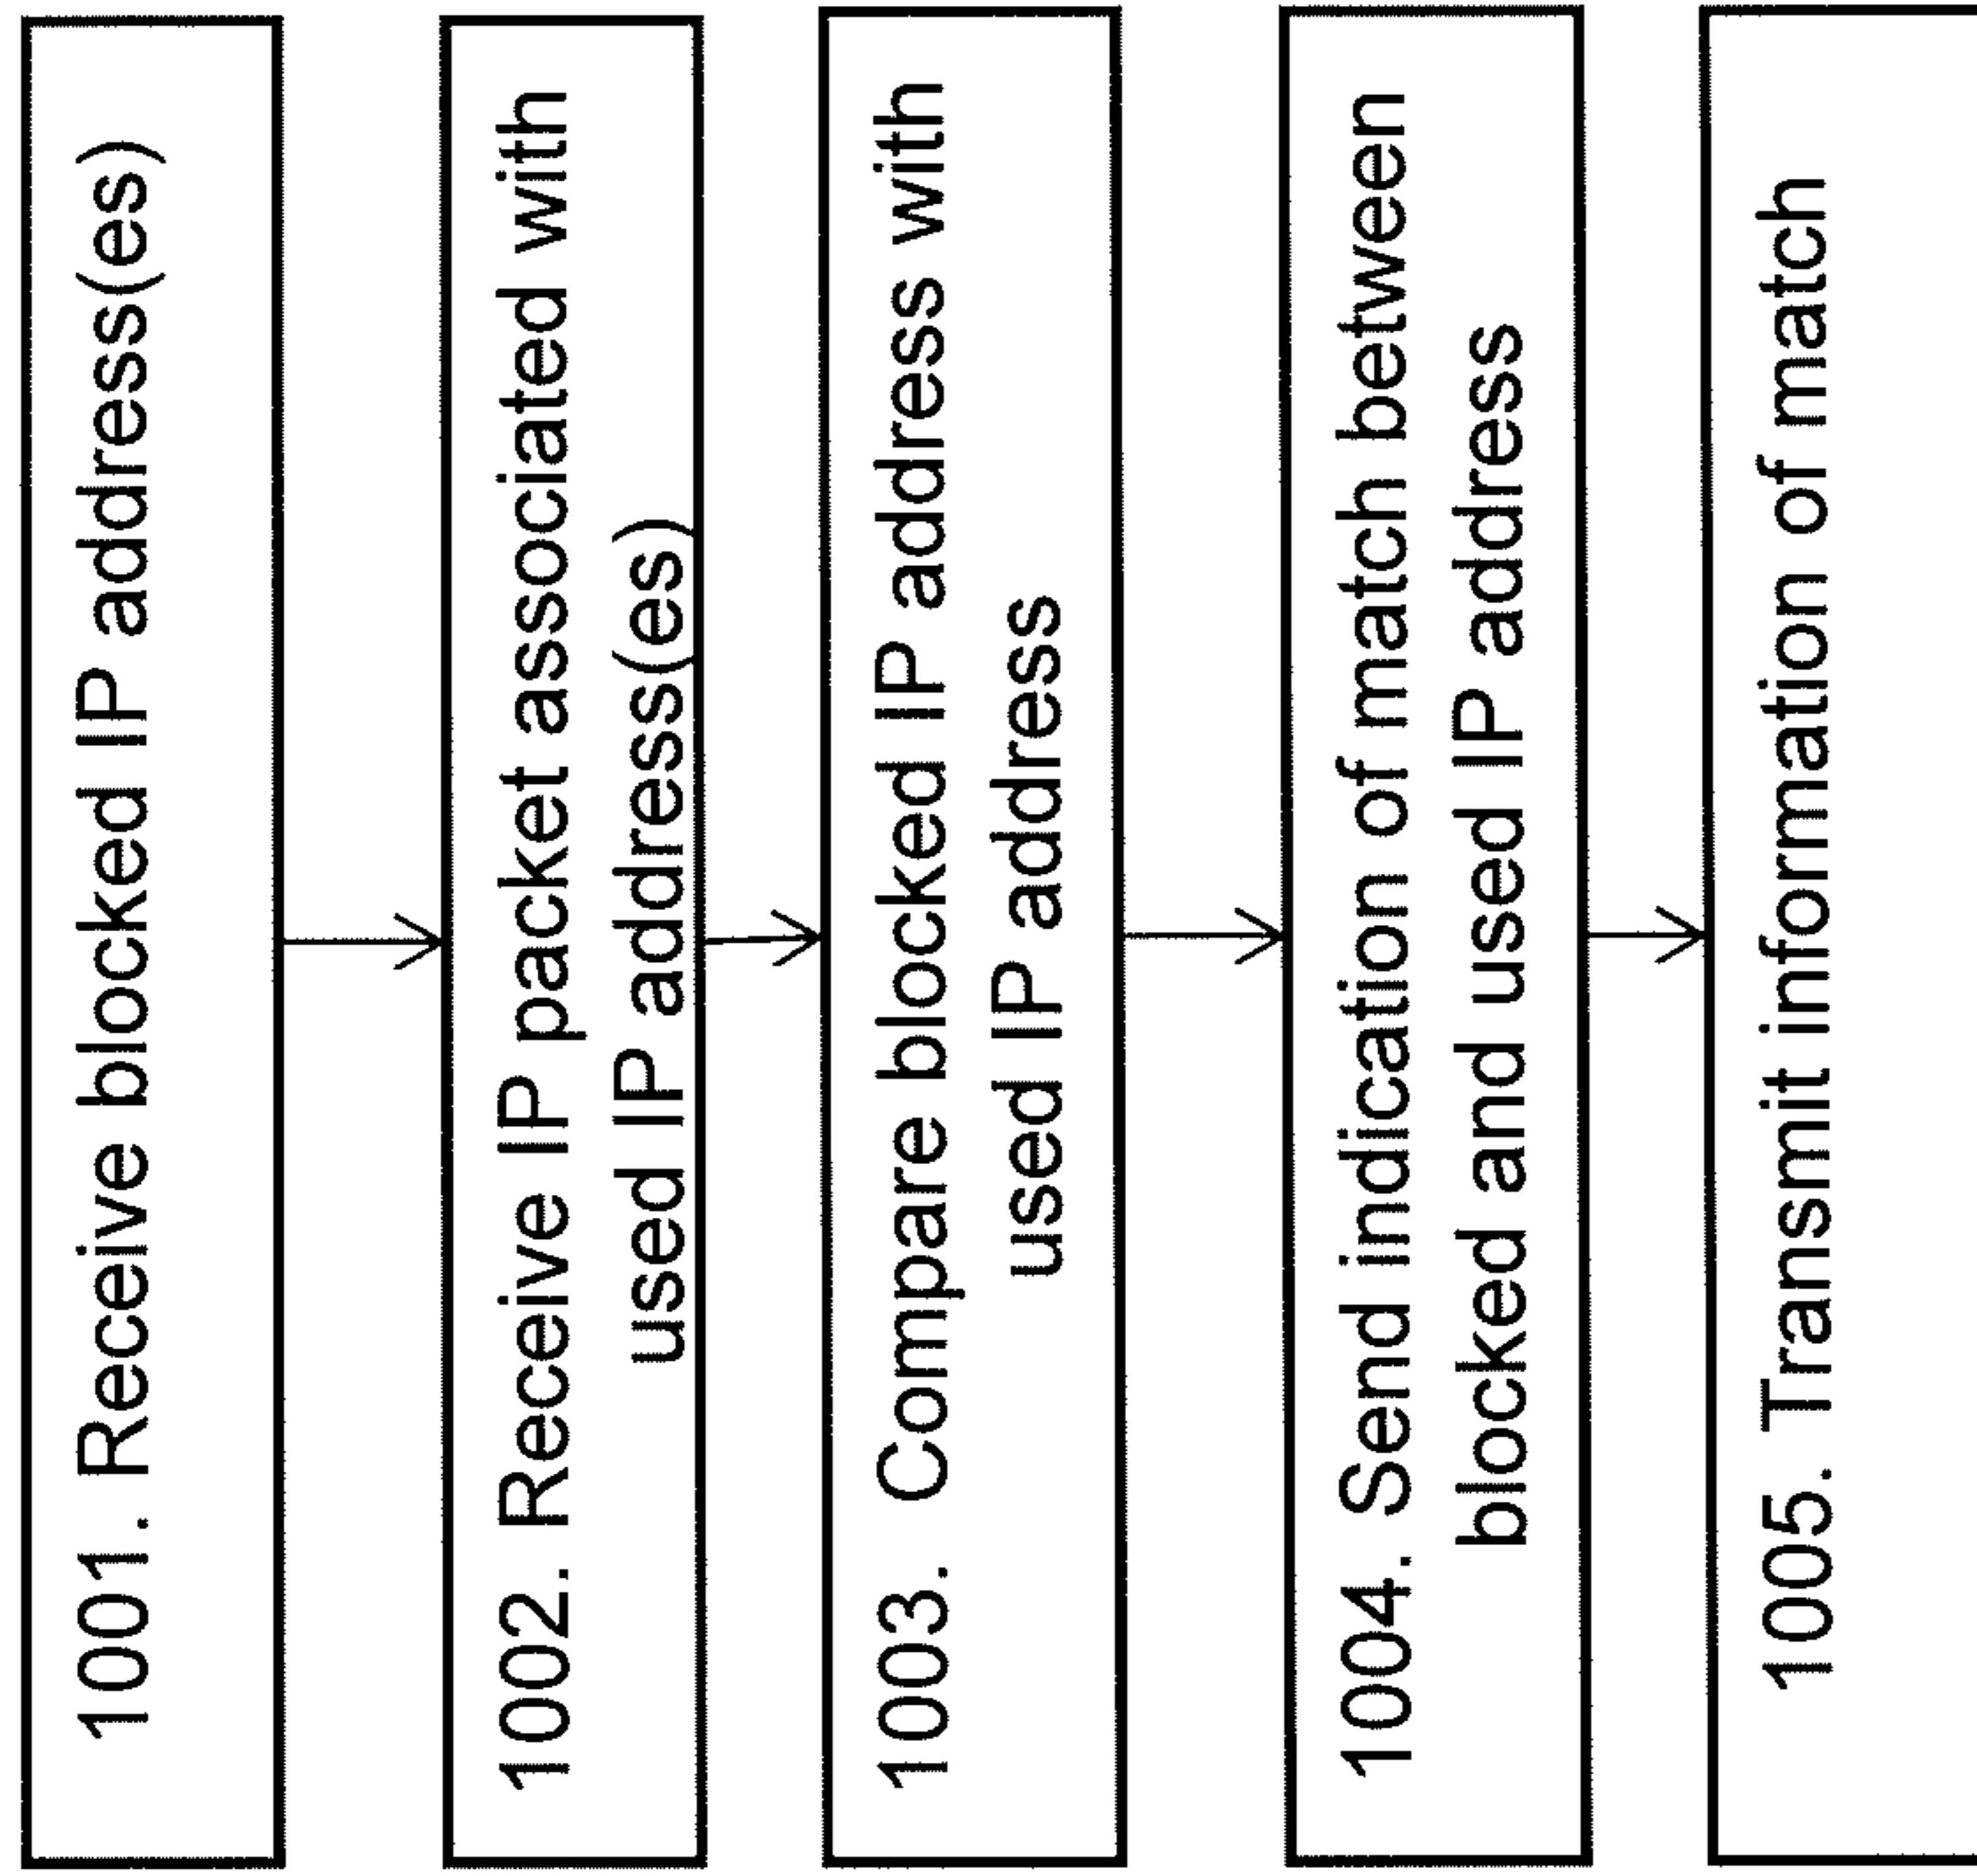 1001. Receive blocked IP address(es)
1002. Receive IP packet associated with
used IP address(es)
1003. Compare blocked IP address with
used IP address
1004. Send indication of match between
blocked and used IP address
1005. Transmit information of match